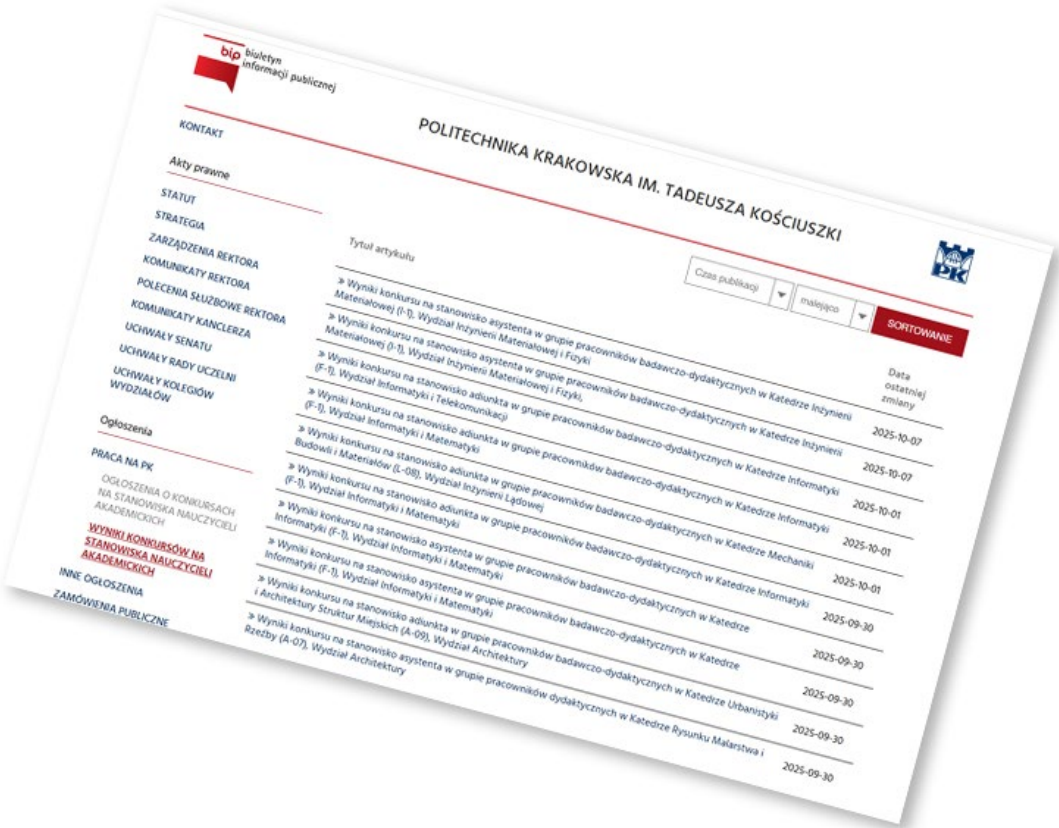 bip biuletyn
informacji publicznej
POLITECHNIKA KRAKOWSKA IM. TADEUSZA KOŚCIUSZKI
PK
KONTAKT
Akty prawne
STATUT
STRATEGIA
ZARZĄDZENIA REKTORA
KOMUNIKATY REKTORA
POLECENIA SŁUŻBOWE REKTORA
KOMUNIKATY KANCLERZA
UCHWAŁY SENATU
UCHWAŁY RADY UCZELNI
UCHWAŁY KOLEGIÓW
WYDZIAŁÓW
Ogłoszenia
PRACA NA PK
OGŁOSZENIA O KONKURSACH
NA STANOWISKA NAUCZYCIELI
AKADEMICKICH
WYNIKI KONKURSÓW NA
STANOWISKA NAUCZYCIELI
AKADEMICKICH
INNE OGŁOSZENIA
ZAMÓWIENIA PUBLICZNE
Czas publikacji malejąco SORTOWANIE
Tytuł artykułu
Data
ostatniej
zmiany
» Wyniki konkursu na stanowisko asystenta w grupie pracowników badawczo-dydaktycznych w Katedrze Inżynierii
Materiałowej (I-1), Wydział Inżynierii Materiałowej i Fizyki
2025-10-07
» Wyniki konkursu na stanowisko asystenta w grupie pracowników badawczo-dydaktycznych w Katedrze Inżynierii
Materiałowej (I-1), Wydział Inżynierii Materiałowej i Fizyki,
2025-10-07
» Wyniki konkursu na stanowisko adiunkta w grupie pracowników badawczo-dydaktycznych w Katedrze Informatyki
(F-1), Wydział Informatyki i Telekomunikacji
2025-10-01
» Wyniki konkursu na stanowisko adiunkta w grupie pracowników badawczo-dydaktycznych w Katedrze Informatyki
(F-1), Wydział Informatyki i Matematyki
2025-10-01
» Wyniki konkursu na stanowisko adiunkta w grupie pracowników badawczo-dydaktycznych w Katedrze Mechaniki
Budowli i Materiałów (L-08), Wydział Inżynierii Lądowej
2025-10-01
» Wyniki konkursu na stanowisko adiunkta w grupie pracowników badawczo-dydaktycznych w Katedrze Informatyki
(F-1), Wydział Informatyki i Matematyki
2025-09-30
» Wyniki konkursu na stanowisko asystenta w grupie pracowników badawczo-dydaktycznych w Katedrze
Informatyki (F-1), Wydział Informatyki i Matematyki
2025-09-30
» Wyniki konkursu na stanowisko asystenta w grupie pracowników badawczo-dydaktycznych w Katedrze
Informatyki (F-1), Wydział Informatyki i Matematyki
2025-09-30
» Wyniki konkursu na stanowisko adiunkta w grupie pracowników badawczo-dydaktycznych w Katedrze Urbanistyki
i Architektury Struktur Miejskich (A-09), Wydział Architektury
2025-09-30
» Wyniki konkursu na stanowisko asystenta w grupie pracowników dydaktycznych w Katedrze Rysunku Malarstwa i
Rzeźby (A-07), Wydział Architektury
2025-09-30